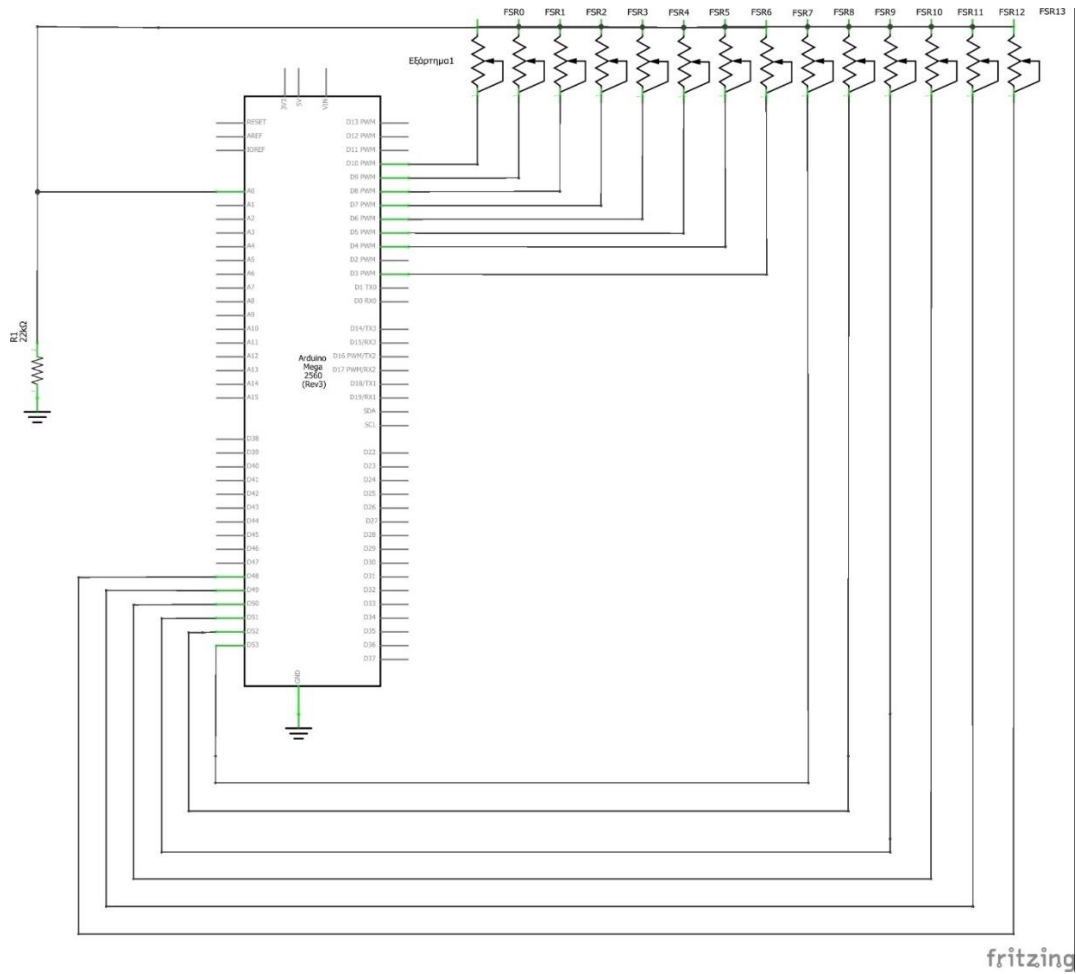 FSR0 FSR1 FSR2 FSR3 FSR4 FSR5 FSR6 FSR7 FSR8 FSR9 FSR10 FSR11 FSR12 FSR13
Εξάρτημα1
3V3 5V VIN
RESET
AREF
IOREF
A0
A1
A2
A3
A4
A5
A6
A7
A8
A9
A10
A11
A12
A13
A14
A15
D38
D39
D40
D41
D42
D43
D44
D45
D46
D47
D48
D49
D50
D51
D52
D53
D13 PWM
D12 PWM
D11 PWM
D10 PWM
D9 PWM
D8 PWM
D7 PWM
D6 PWM
D5 PWM
D4 PWM
D2 PWM
D3 PWM
D1 TX0
D0 RX0
D14/TX3
D15/RX3
D16 PWM/TX2
D17 PWM/RX2
D18/TX1
D19/RX1
SDA
SCL
D22
D23
D24
D25
D26
D27
D28
D29
D30
D31
D32
D33
D34
D35
D36
D37
Arduino
Mega
2560
(Rev3)
GND
R1
22kΩ
fritzing